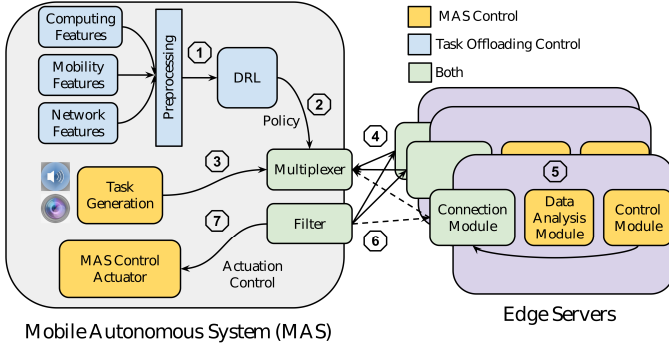 Computing
Features
Mobility
Features
Network
Features
Preprocessing
1
DRL
2
Policy
3
Multiplexer
Task
Generation
7
Filter
MAS Control
Actuator
Actuation
Control
Mobile Autonomous System (MAS)
MAS Control
Task Offloading Control
Both
4
5
6
Connection
Module
Data
Analysis
Module
Control
Module
Edge Servers